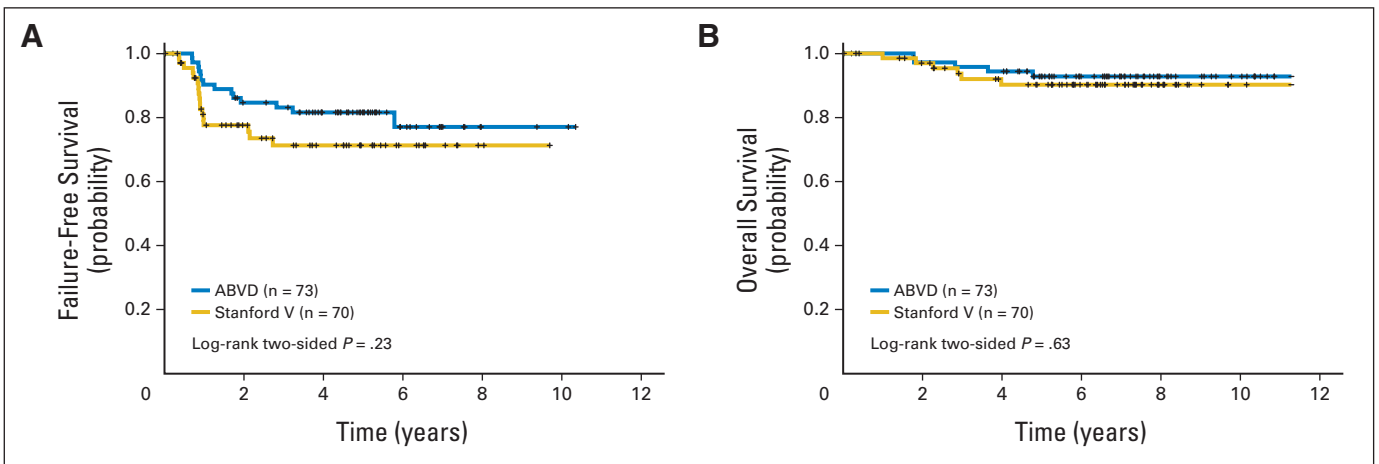 A
Failure-Free Survival
(probability)
1.0
0.8
0.6
0.4
0.2
0
2
4
6
8
10
12
ABVD (n = 73)
Stanford V (n = 70)
Log-rank two-sided P = .23
Time (years)
B
Overall Survival
(probability)
1.0
0.8
0.6
0.4
0.2
0
2
4
6
8
10
12
ABVD (n = 73)
Stanford V (n = 70)
Log-rank two-sided P = .63
Time (years)